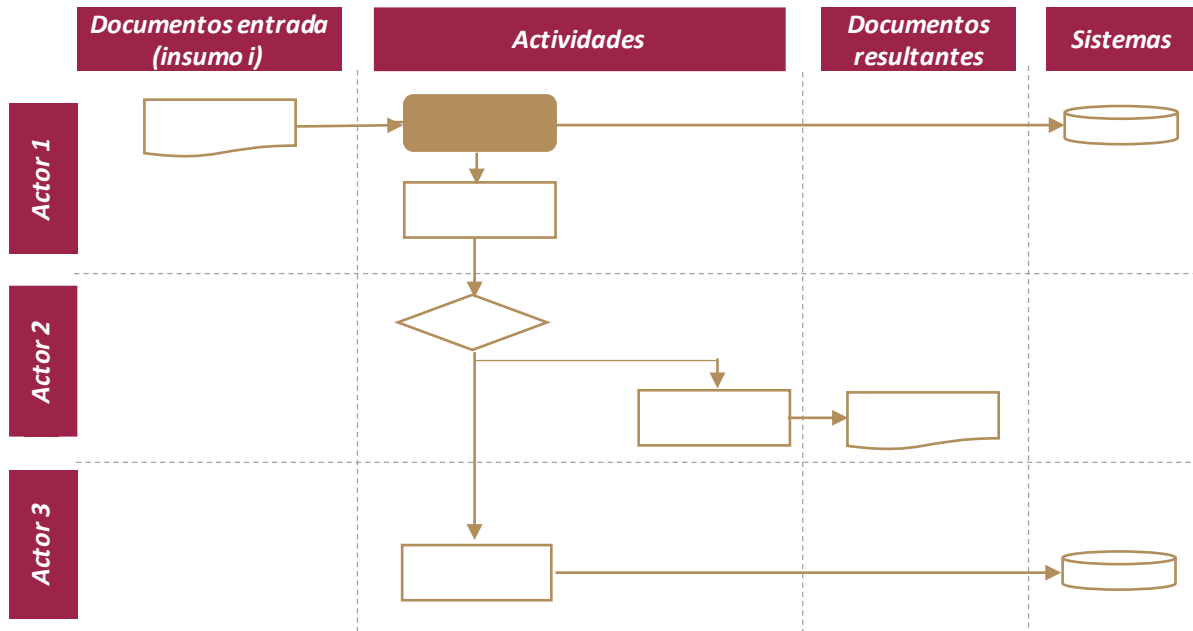 Documentos entrada
(insumo i)
Actividades
Documentos
resultantes
Sistemas
Actor 1
Actor 2
Actor 3